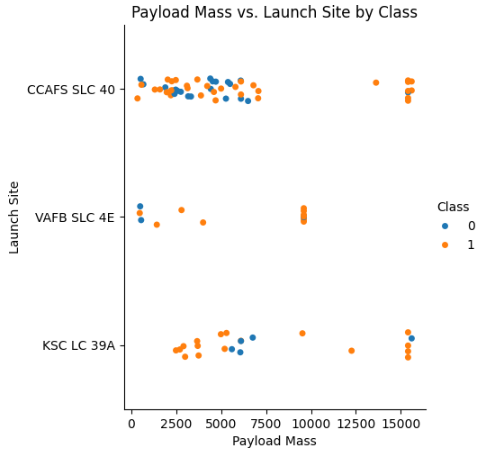 Payload Mass vs. Launch Site by Class
CCAFS SLC 40
VAFB SLC 4E
KSC LC 39A
Launch Site
Class
0
1
0 2500 5000 7500 10000 12500 15000
Payload Mass